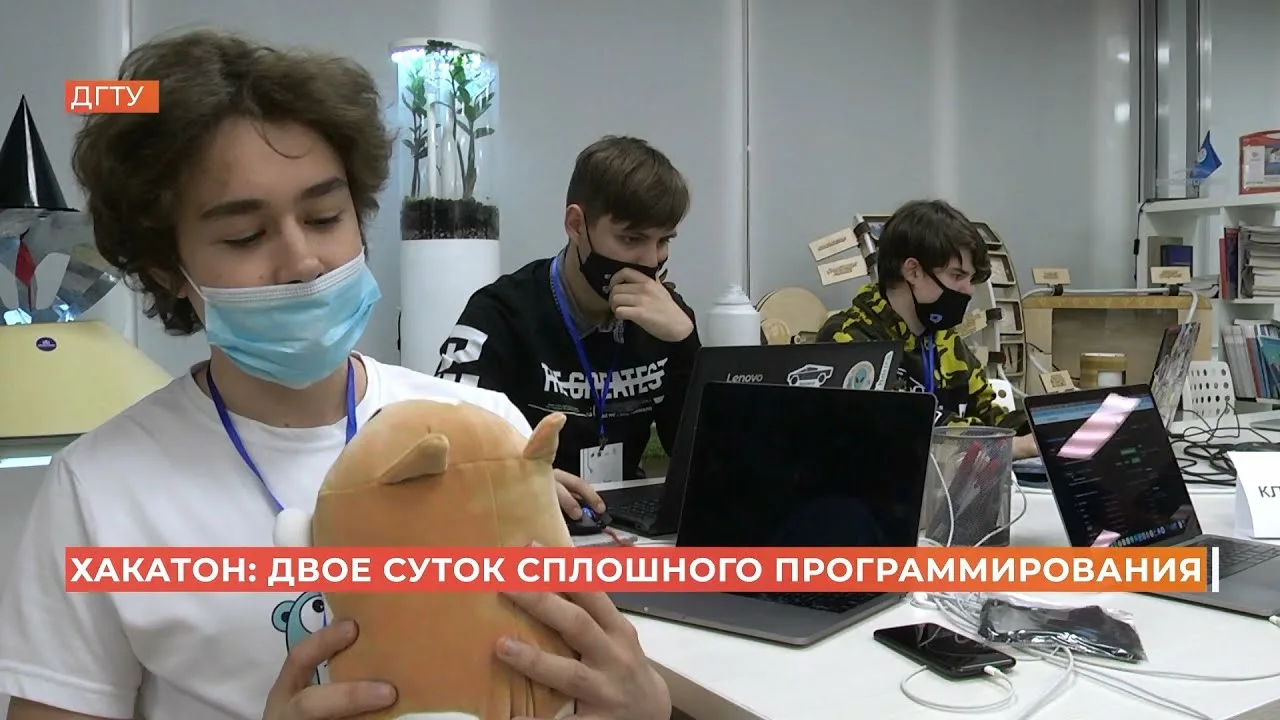 ДГТУ
Lenovo
THE GREATEST
КЛ
ХАКАТОН: ДВОЕ СУТОК СПЛОШНОГО ПРОГРАММИРОВАНИЯ